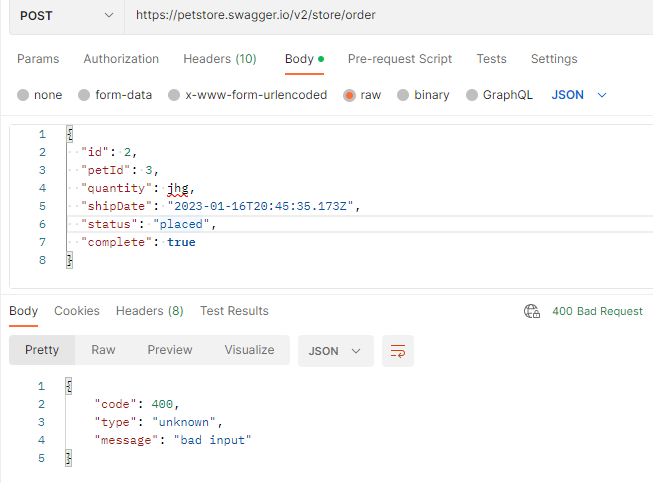 POST https://petstore.swagger.io/v2/store/order
Params Authorization Headers (10) Body Pre-request Script Tests Settings
none form-data x-www-form-urlencoded raw binary GraphQL JSON
1 {
2 "id": 2,
3 "petId": 3,
4 "quantity": jhg,
5 "shipDate": "2023-01-16T20:45:35.173Z",
6 "status": "placed",
7 "complete": true
8 }
Body Cookies Headers (8) Test Results 400 Bad Request
Pretty Raw Preview Visualize JSON
1 {
2 "code": 400,
3 "type": "unknown",
4 "message": "bad input"
5 }